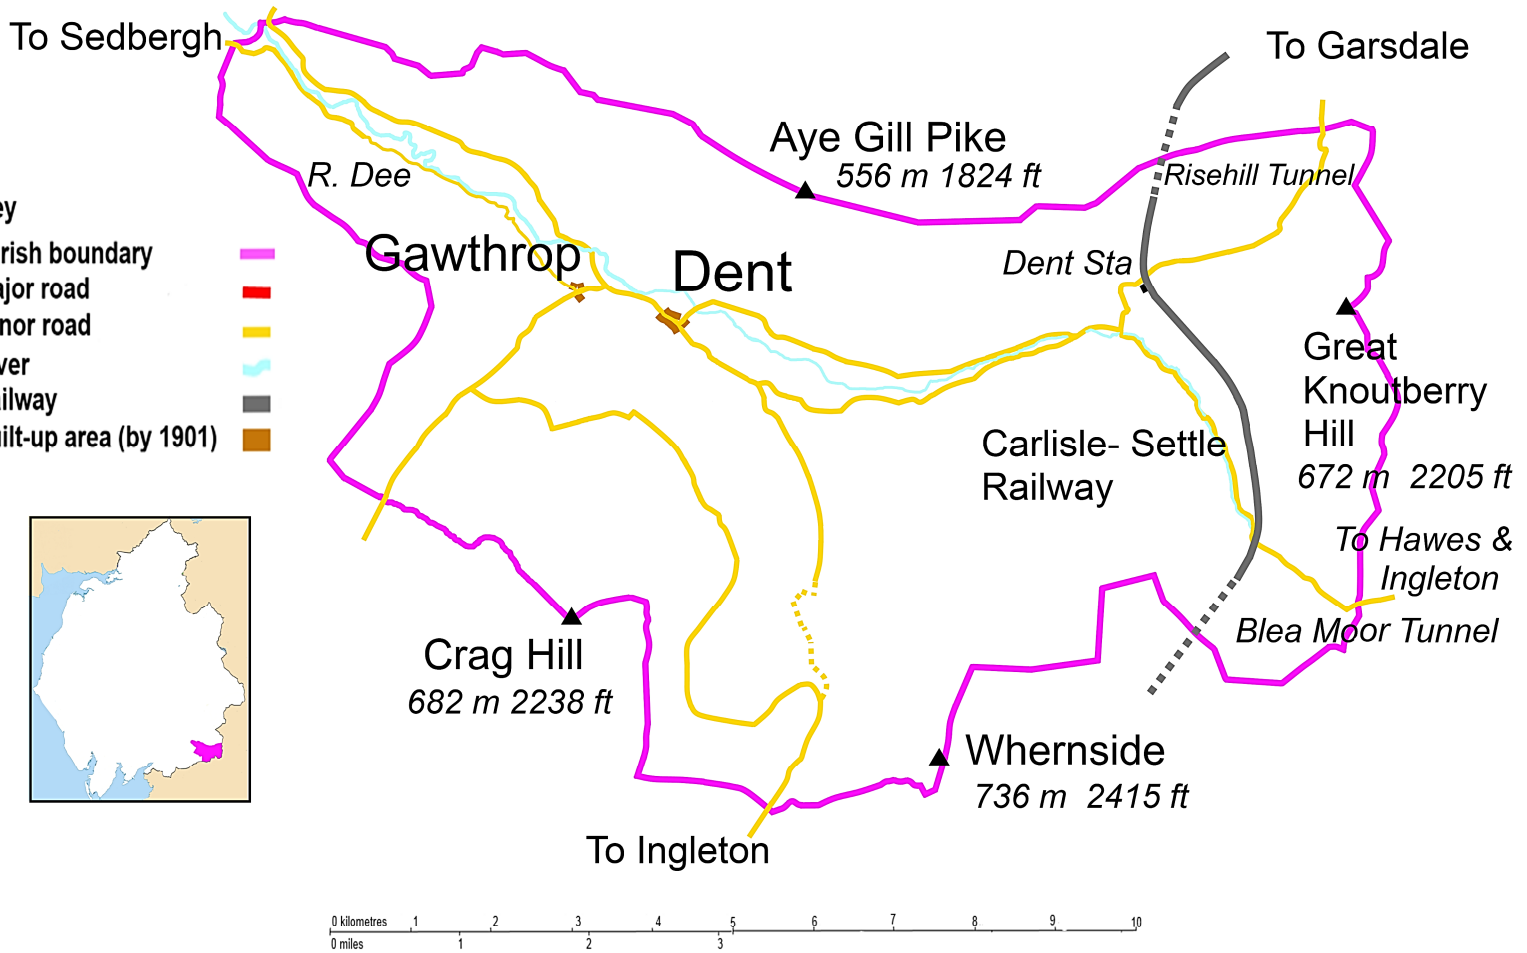 To Sedbergh
To Garsdale
Aye Gill Pike
556 m 1824 ft
R. Dee
Risehill Tunnel
ey
rish boundary
ajor road
nor road
ver
ailway
uilt-up area (by 1901)
Gawthrop
Dent
Dent Sta
Great
Knoutberry
Hill
672 m 2205 ft
Carlisle- Settle
Railway
To Hawes &
Ingleton
Blea Moor Tunnel
Crag Hill
682 m 2238 ft
Whernside
736 m 2415 ft
To Ingleton
0 kilometres 1 2 3 4 5 6 7 8 9 10
0 miles 1 2 3